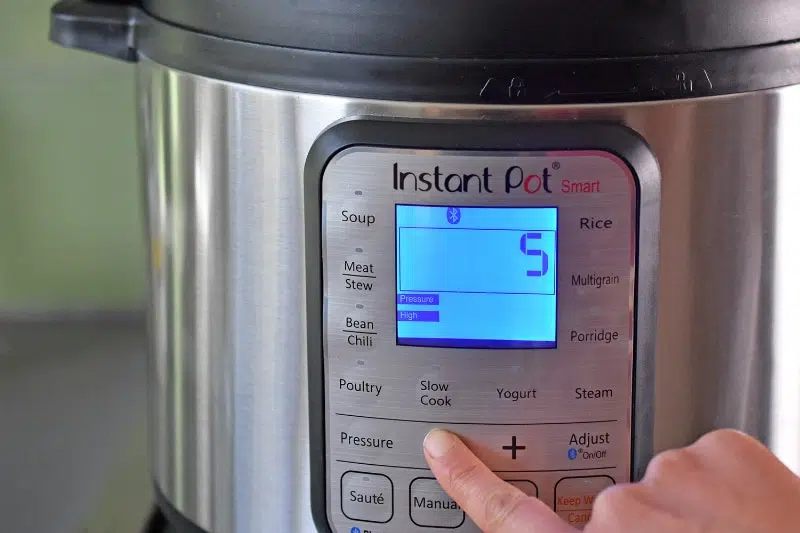 Instant Pot® Smart
Soup
Rice
5
Meat
Stew
Multigrain
Pressure
High
Bean
Chili
Porridge
Poultry
Slow
Cook
Yogurt
Steam
Pressure
+
Adjust
On/Off
Sauté
Manual
Keep